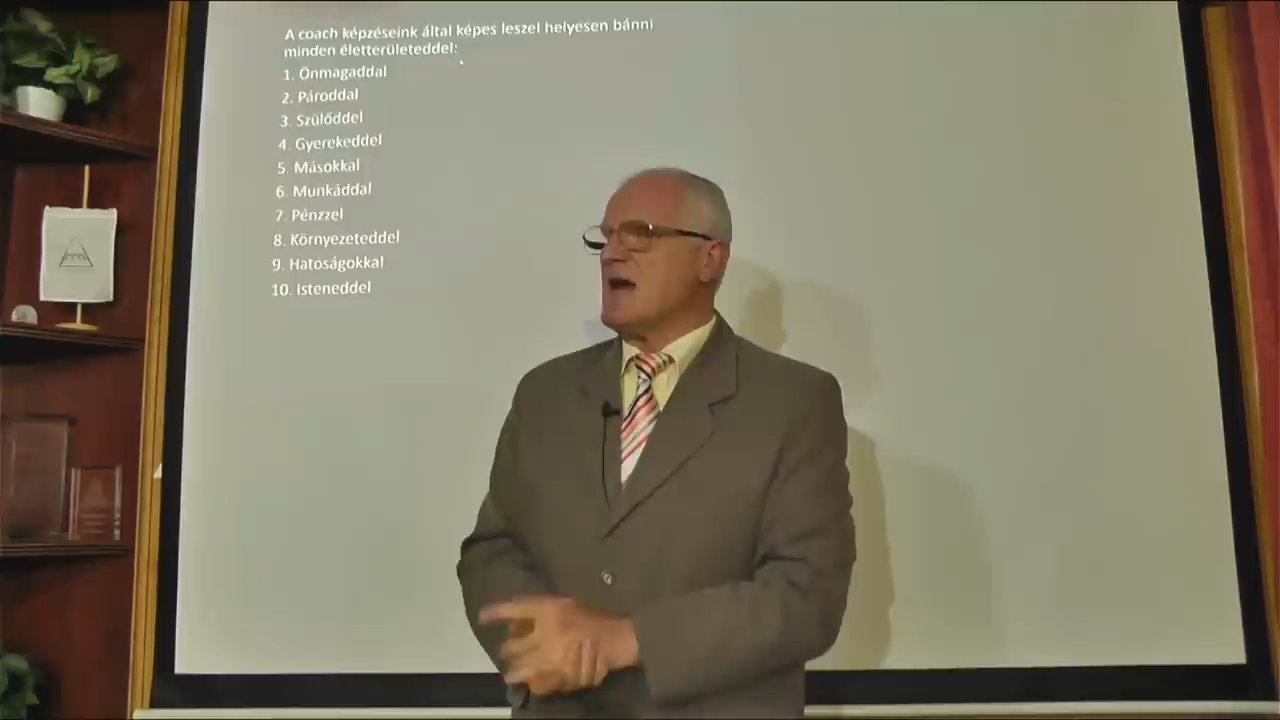 A coach képzéseink által képes leszel helyesen bánni
minden életterületeddel:
1. Önmagaddal
2. Pároddal
3. Szülőddel
4. Gyerekeddel
5. Másokkal
6. Munkáddal
7. Pénzzel
8. Környezeteddel
9. Hatóságokkal
10. Isteneddel